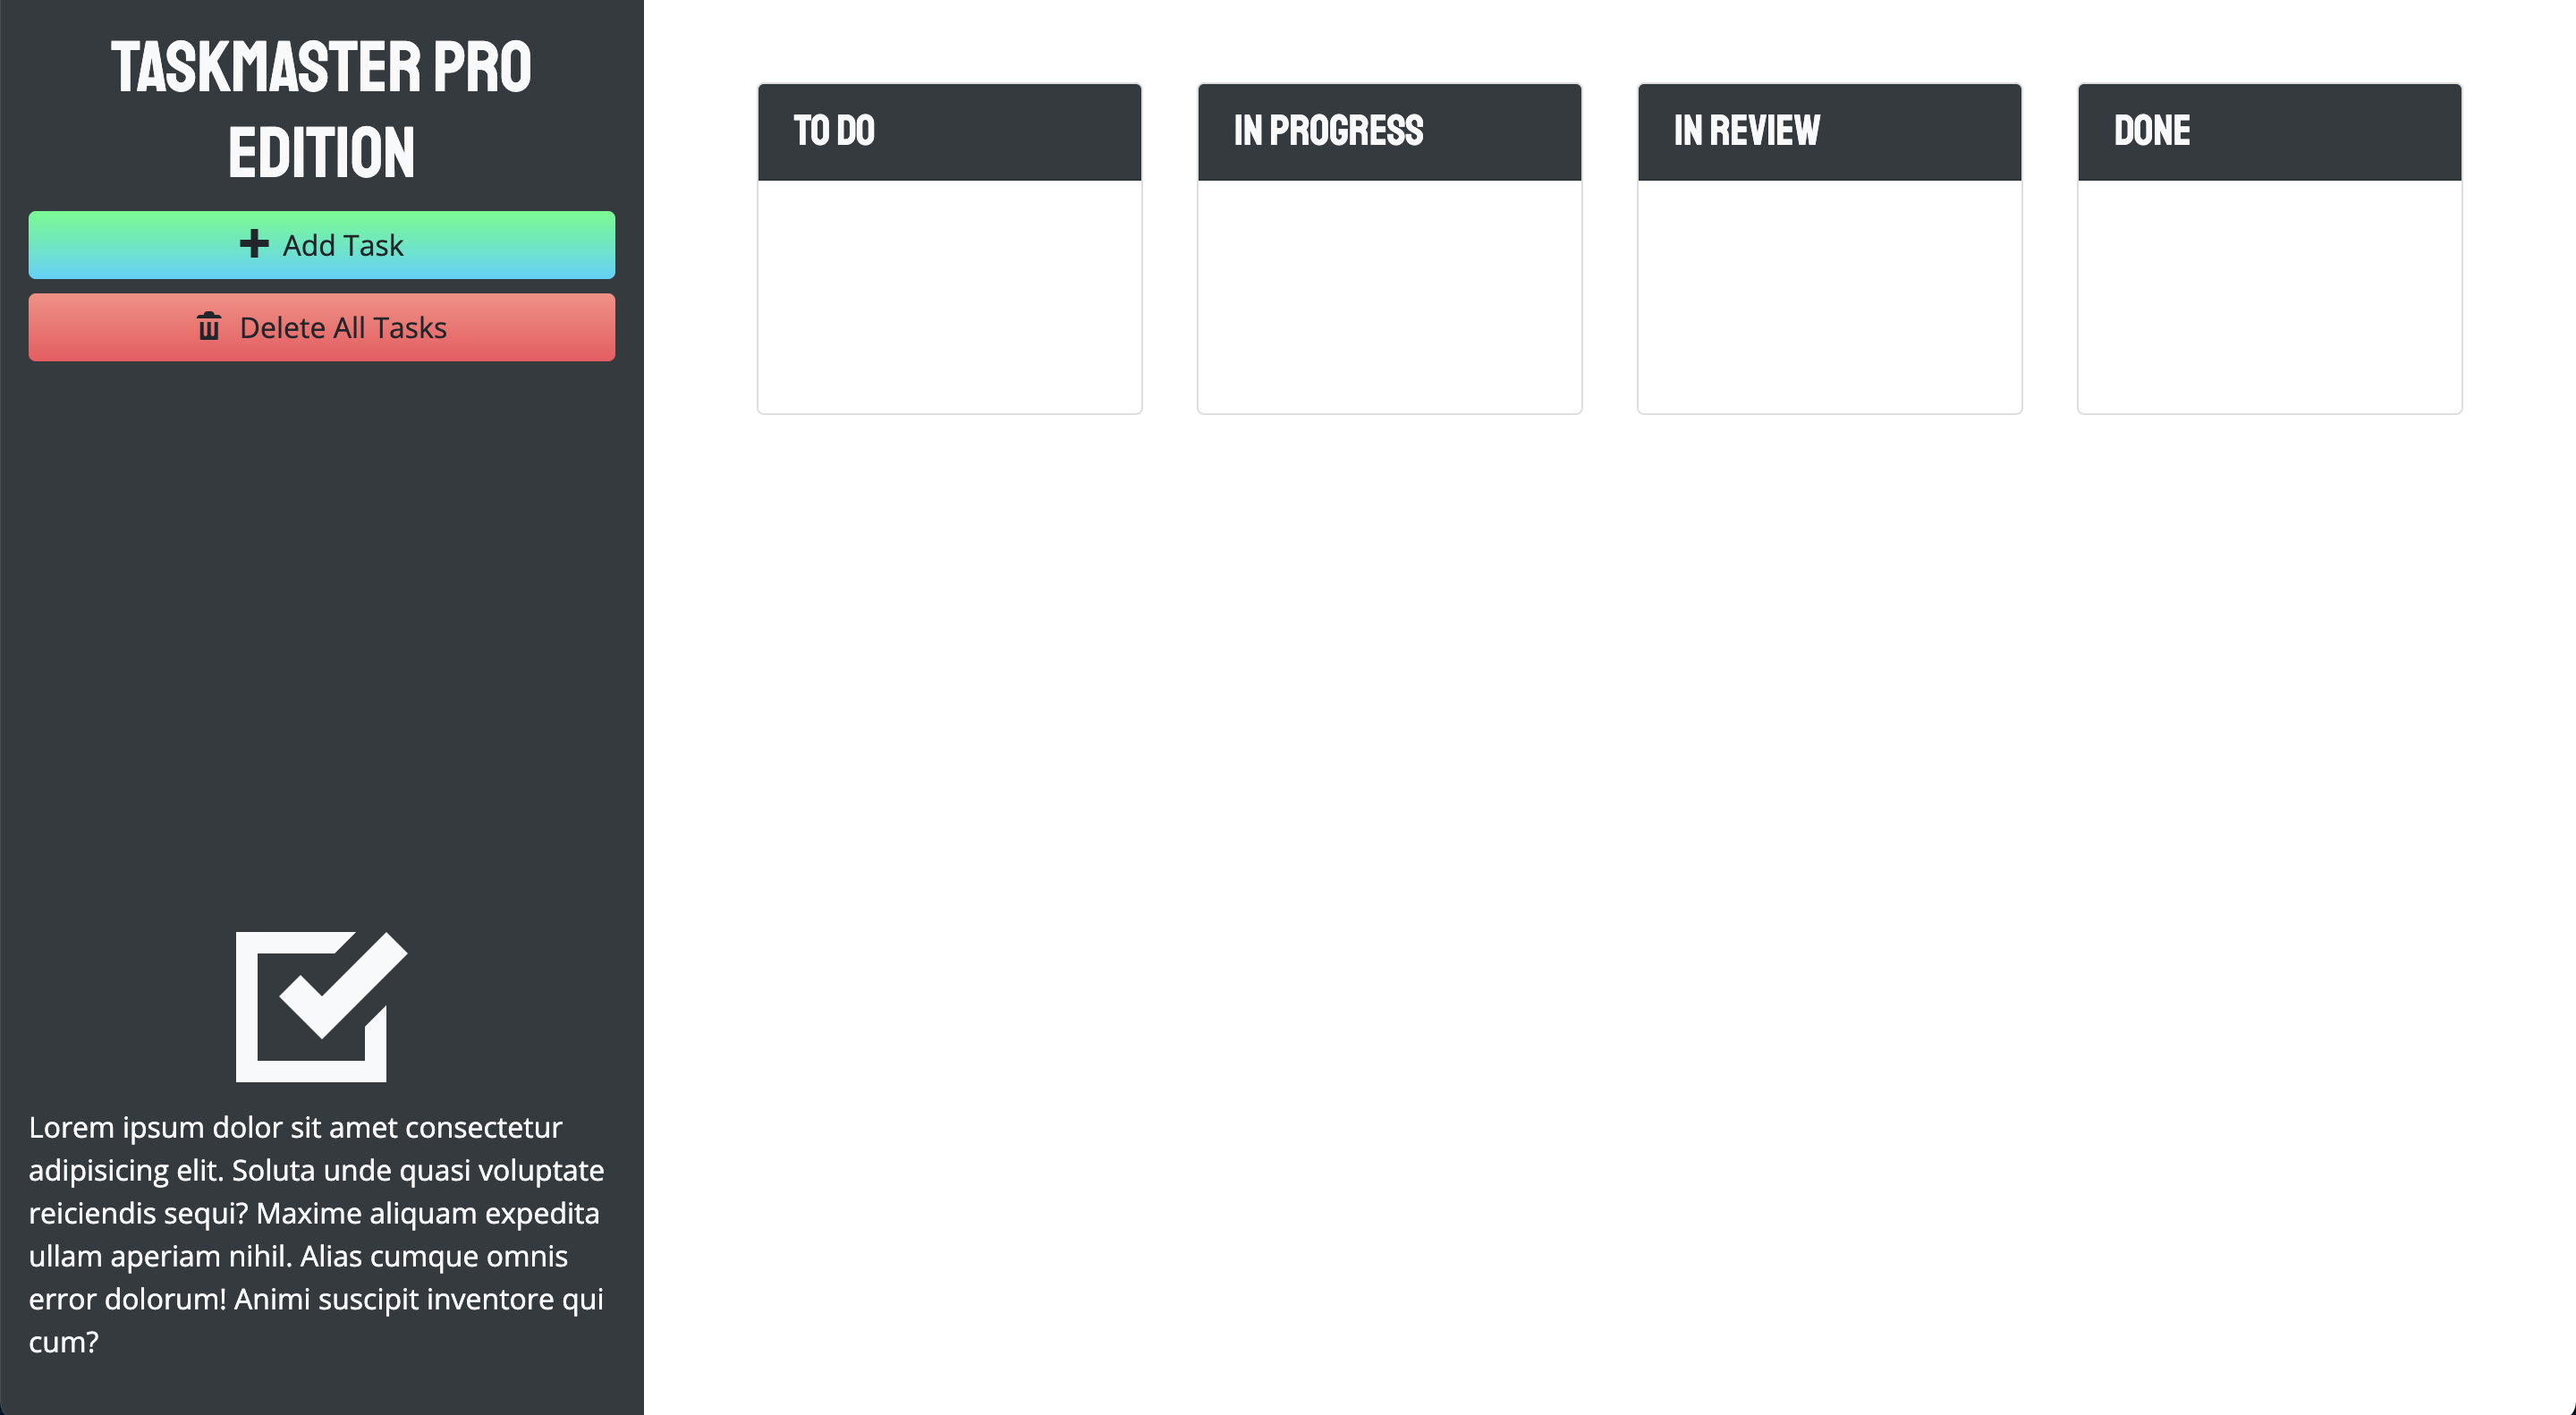 TASKMASTER PRO
EDITION
Add Task
Delete All Tasks
TO DO
IN PROGRESS
IN REVIEW
DONE
Lorem ipsum dolor sit amet consectetur
adipisicing elit. Soluta unde quasi voluptate
reiciendis sequi? Maxime aliquam expedita
ullam aperiam nihil. Alias cumque omnis
error dolorum! Animi suscipit inventore qui
cum?